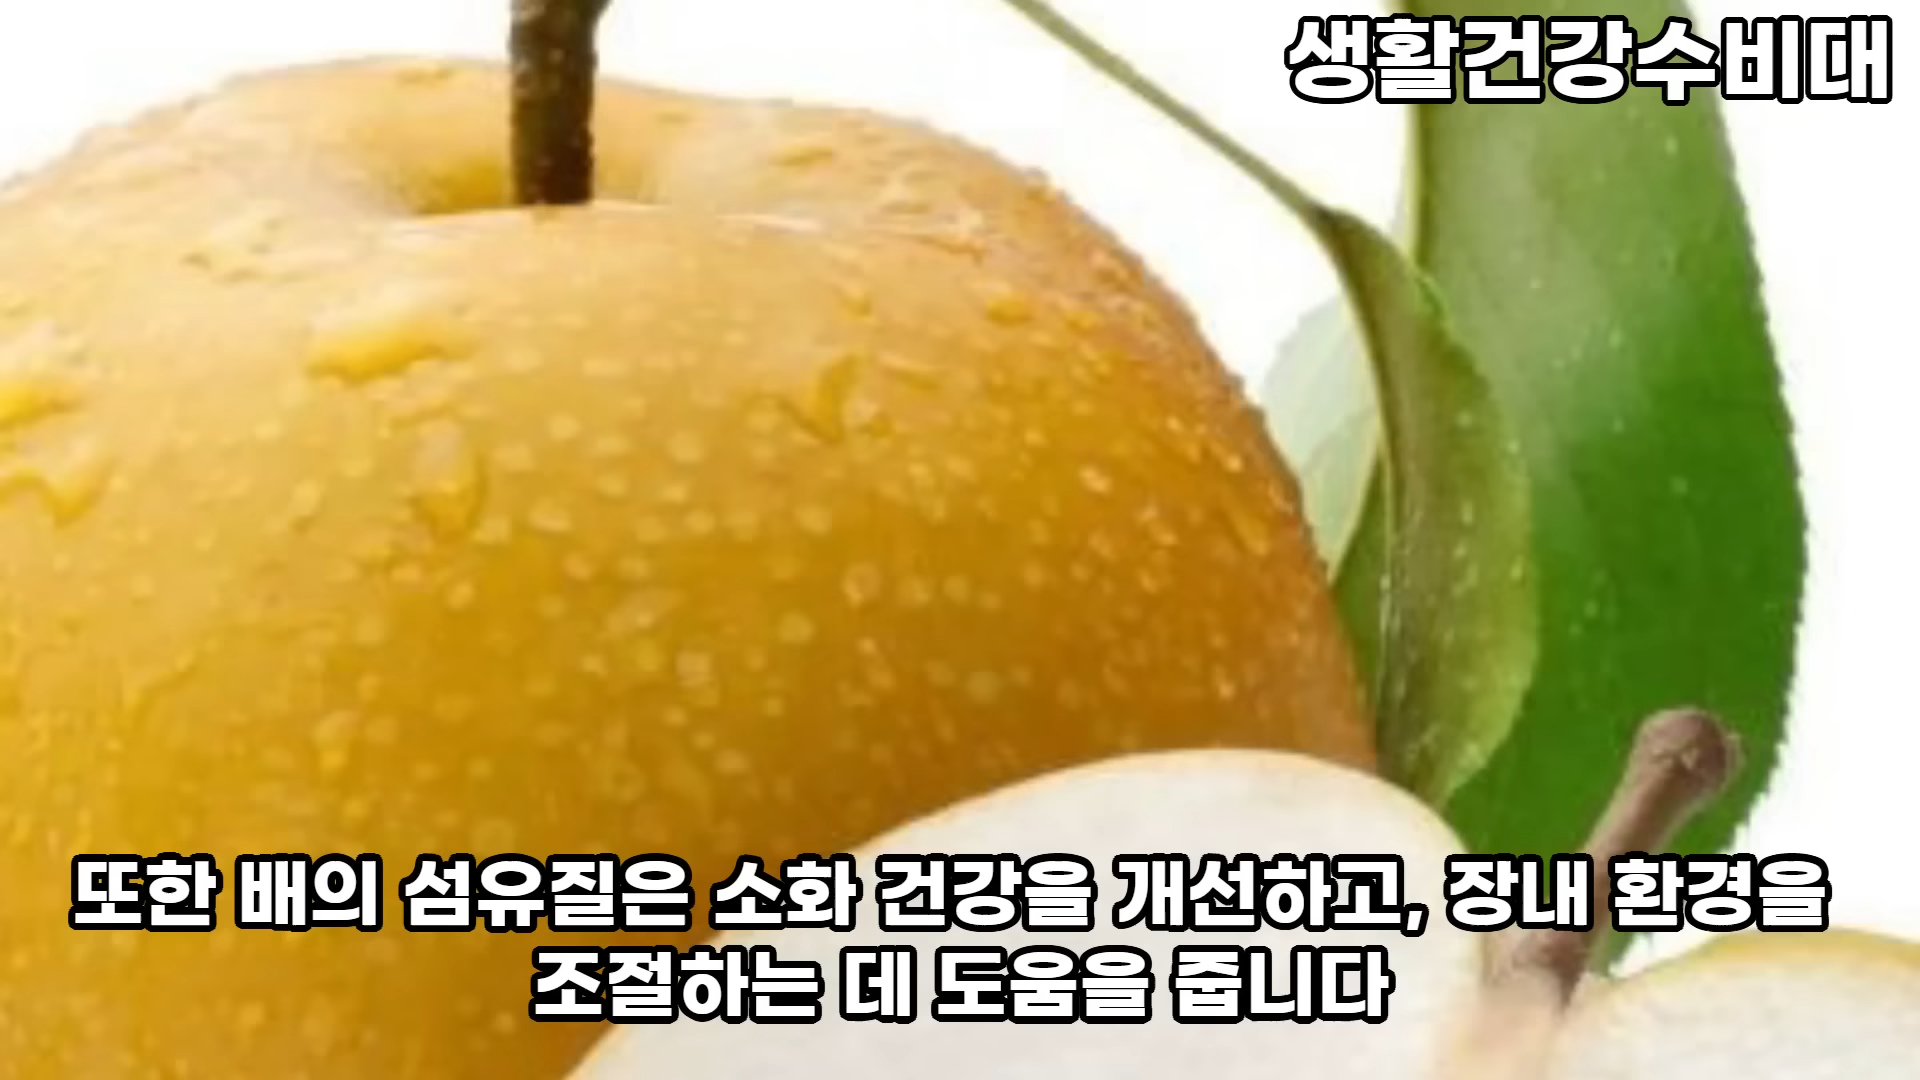 생활건강수비대
또한 배의 섬유질은 소화 건강을 개선하고, 장내 환경을
조절하는 데 도움을 줍니다